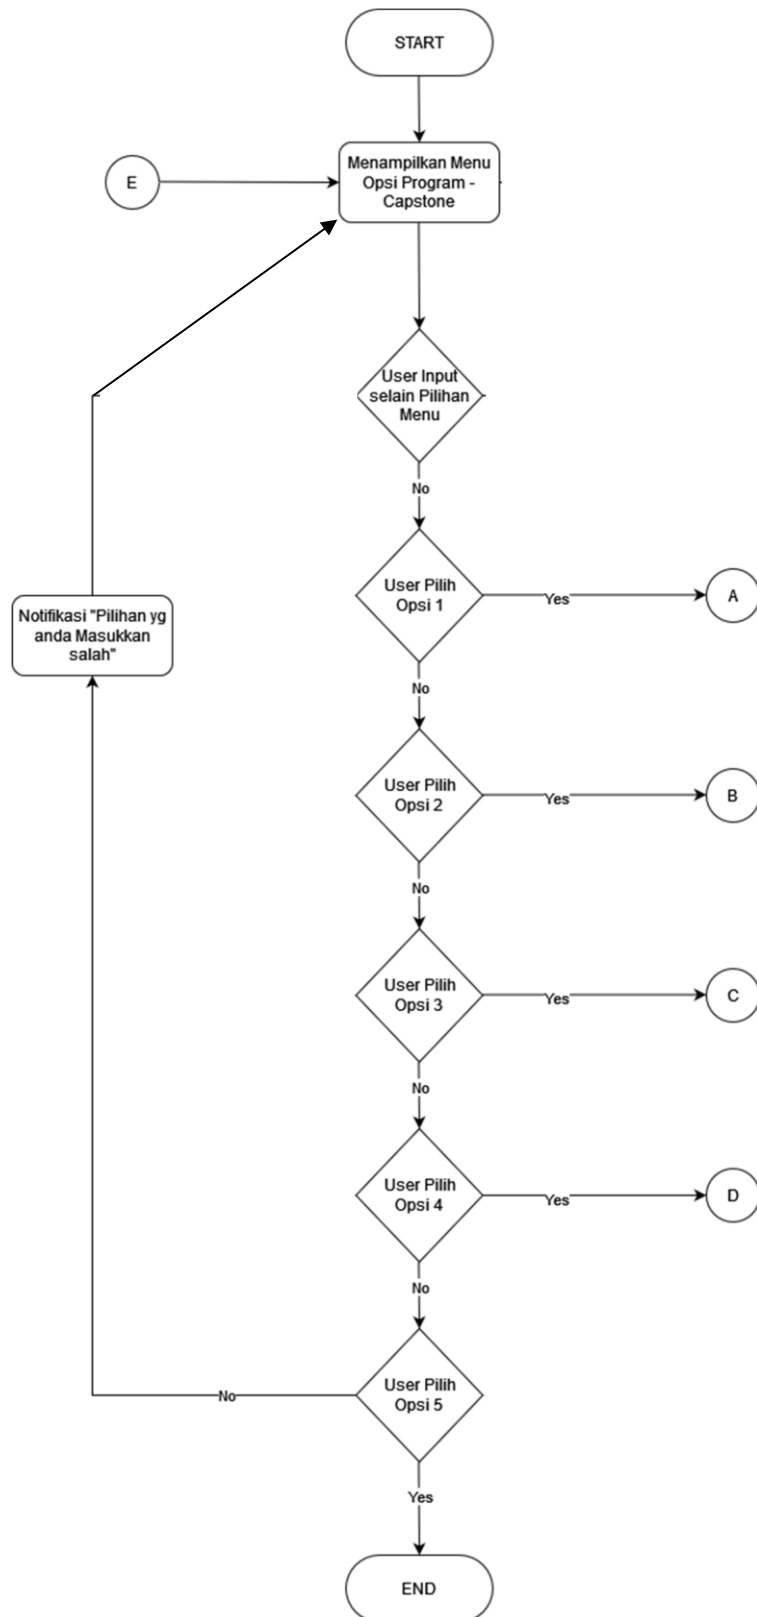 START
E
Menampilkan Menu
Opsi Program -
Capstone
User Input
selain Pilihan
Menu
No
User Pilih
Opsi 1
Yes
A
Notifikasi "Pilihan yg
anda Masukkan
salah"
No
User Pilih
Opsi 2
Yes
B
No
User Pilih
Opsi 3
Yes
C
No
User Pilih
Opsi 4
Yes
D
No
User Pilih
Opsi 5
No
Yes
END